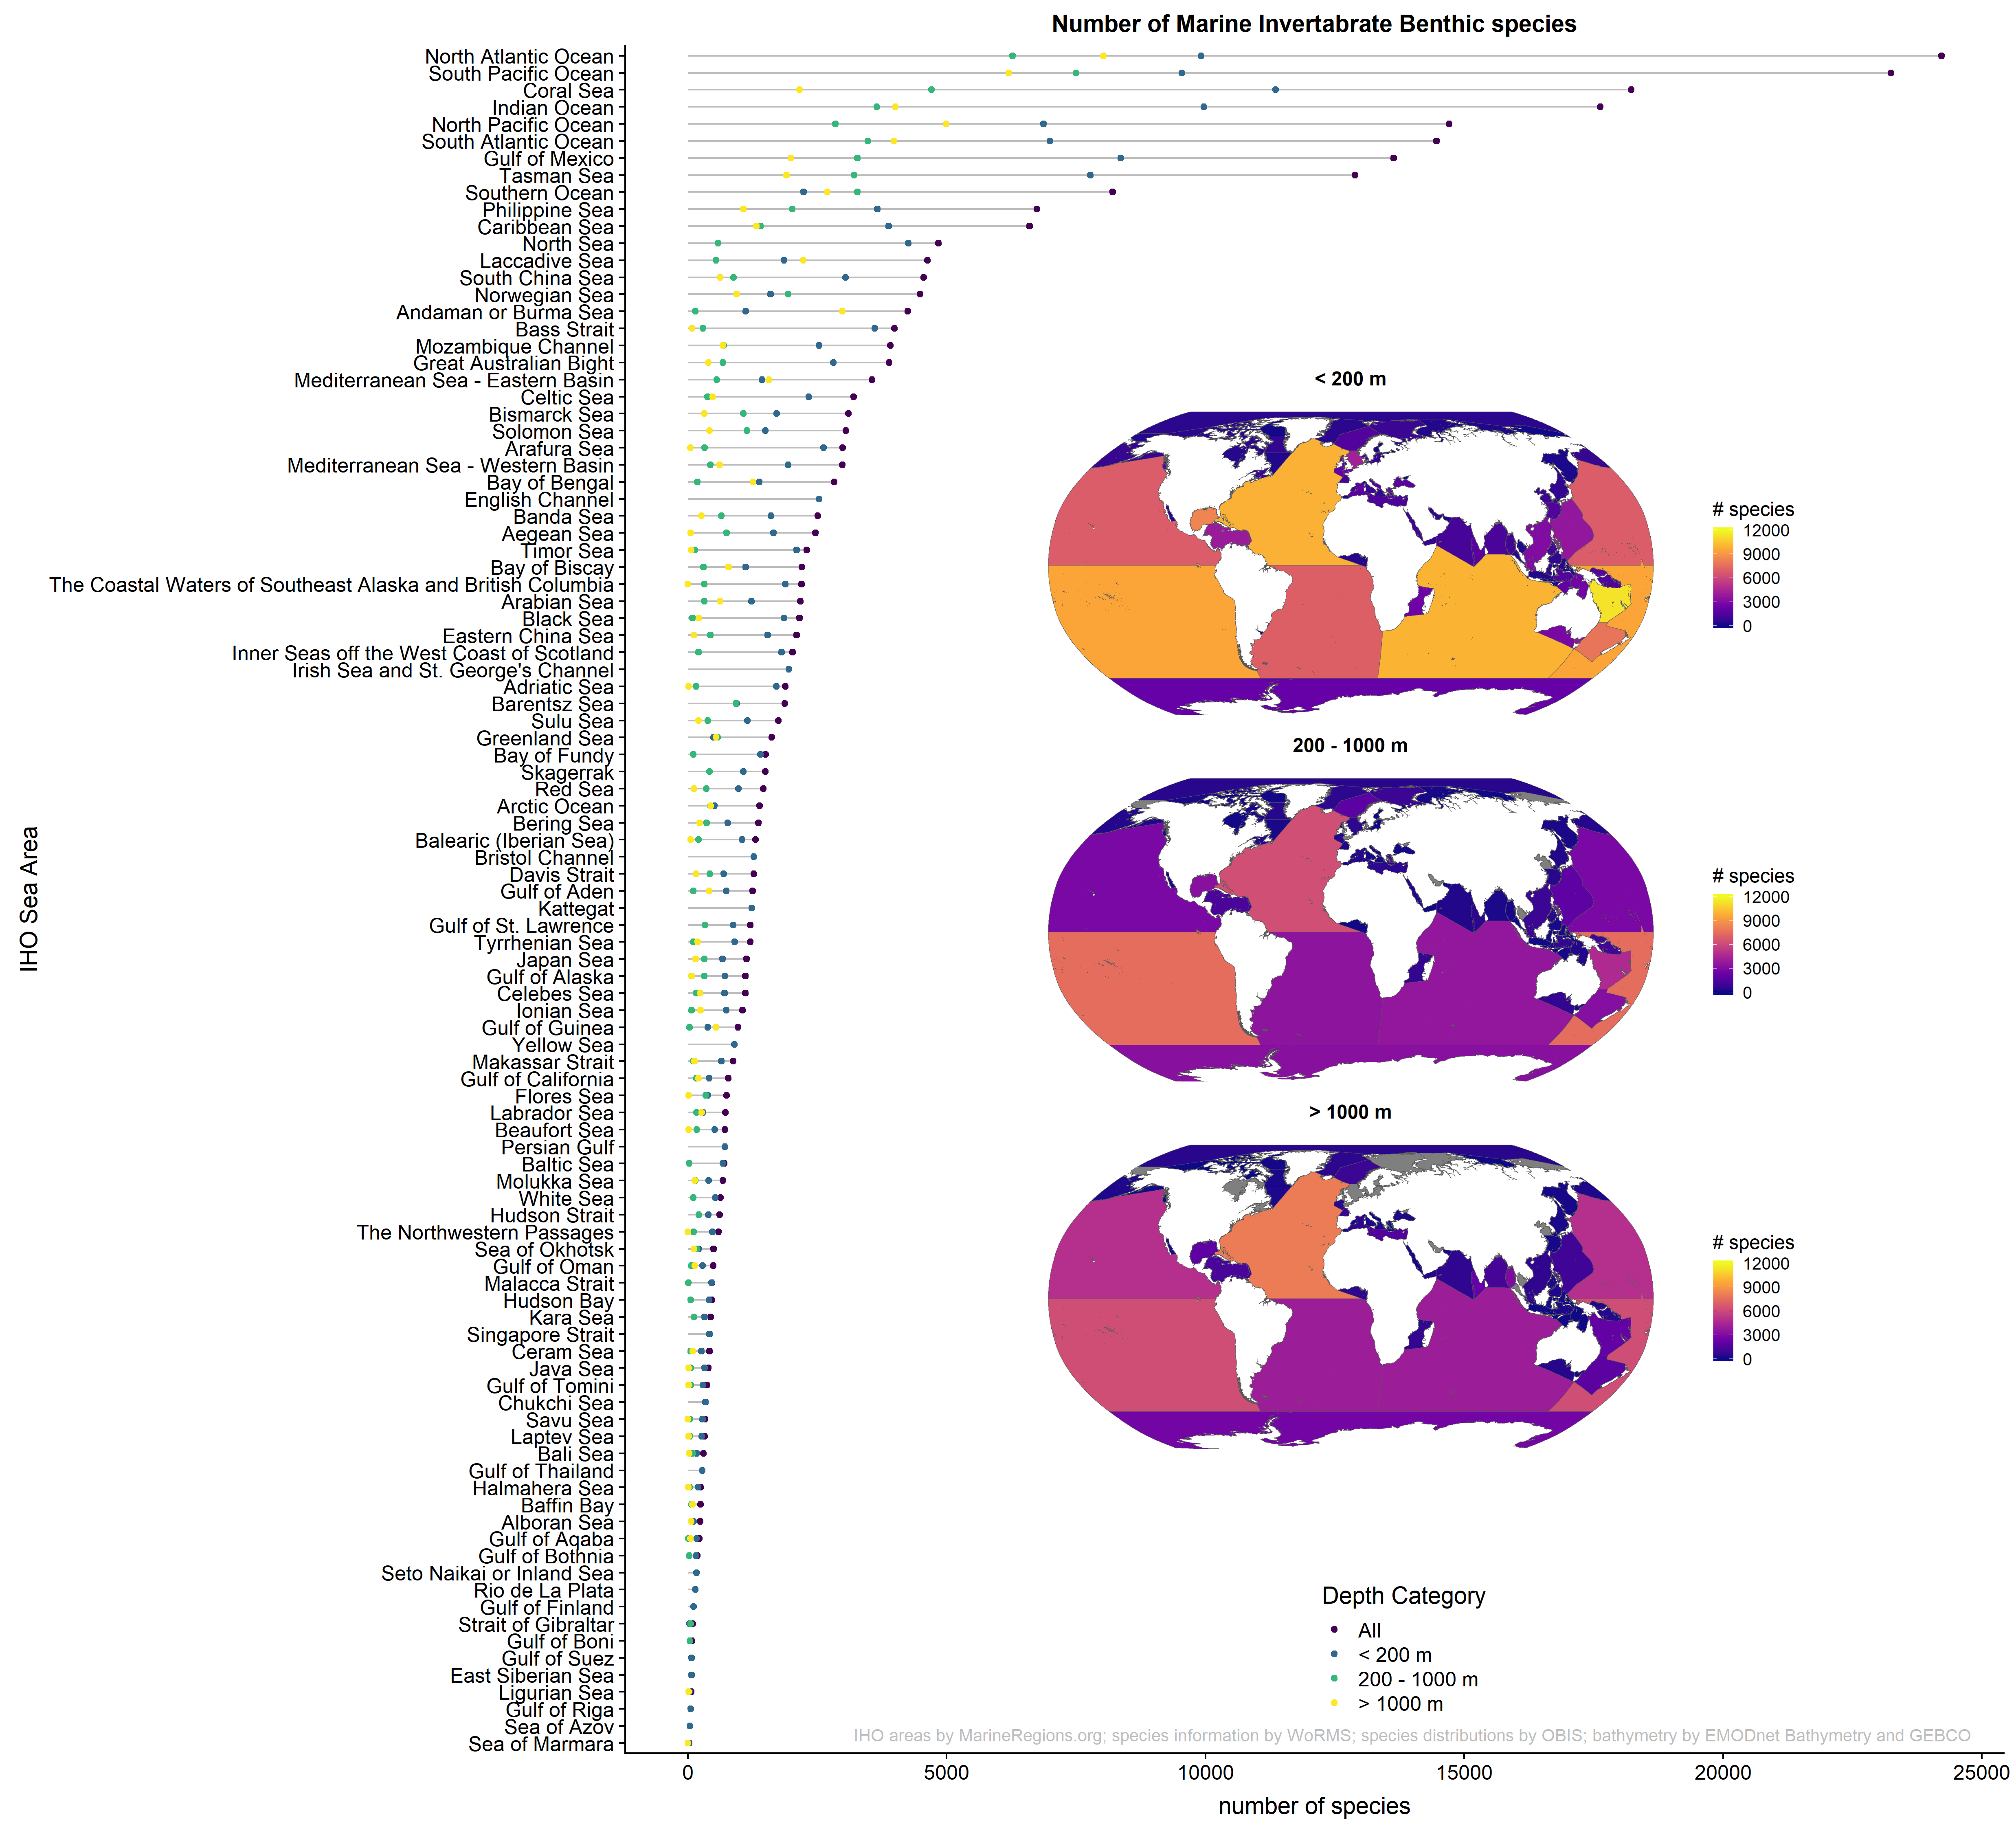 Number of Marine Invertabrate Benthic species
North Atlantic Ocean
South Pacific Ocean
Coral Sea
Indian Ocean
North Pacific Ocean
South Atlantic Ocean
Gulf of Mexico
Tasman Sea
Southern Ocean
Philippine Sea
Caribbean Sea
North Sea
Laccadive Sea
South China Sea
Norwegian Sea
Andaman or Burma Sea
Bass Strait
Mozambique Channel
Great Australian Bight
Mediterranean Sea - Eastern Basin
Celtic Sea
Bismarck Sea
Solomon Sea
Arafura Sea
Mediterranean Sea - Western Basin
Bay of Bengal
English Channel
Banda Sea
Aegean Sea
Timor Sea
Bay of Biscay
The Coastal Waters of Southeast Alaska and British Columbia
Arabian Sea
Black Sea
Eastern China Sea
Inner Seas off the West Coast of Scotland
Irish Sea and St. George's Channel
Adriatic Sea
Barentsz Sea
Sulu Sea
Greenland Sea
Bay of Fundy
Skagerrak
Red Sea
Arctic Ocean
Bering Sea
Balearic (Iberian Sea)
Bristol Channel
Davis Strait
Gulf of Aden
Kattegat
Gulf of St. Lawrence
Tyrrhenian Sea
Japan Sea
Gulf of Alaska
Celebes Sea
Ionian Sea
Gulf of Guinea
Yellow Sea
Makassar Strait
Gulf of California
Flores Sea
Labrador Sea
Beaufort Sea
Persian Gulf
Baltic Sea
Molukka Sea
White Sea
Hudson Strait
The Northwestern Passages
Sea of Okhotsk
Gulf of Oman
Malacca Strait
Hudson Bay
Kara Sea
Singapore Strait
Ceram Sea
Java Sea
Gulf of Tomini
Chukchi Sea
Savu Sea
Laptev Sea
Bali Sea
Gulf of Thailand
Halmahera Sea
Baffin Bay
Alboran Sea
Gulf of Aqaba
Gulf of Bothnia
Seto Naikai or Inland Sea
Rio de La Plata
Gulf of Finland
Strait of Gibraltar
Gulf of Boni
Gulf of Suez
East Siberian Sea
Ligurian Sea
Gulf of Riga
Sea of Azov
Sea of Marmara
IHO Sea Area
0 5000 10000 15000 20000 25000
number of species
< 200 m
# species
12000
9000
6000
3000
0
200 - 1000 m
# species
12000
9000
6000
3000
0
> 1000 m
# species
12000
9000
6000
3000
0
Depth Category
All
< 200 m
200 - 1000 m
> 1000 m
IHO areas by MarineRegions.org; species information by WoRMS; species distributions by OBIS; bathymetry by EMODnet Bathymetry and GEBCO